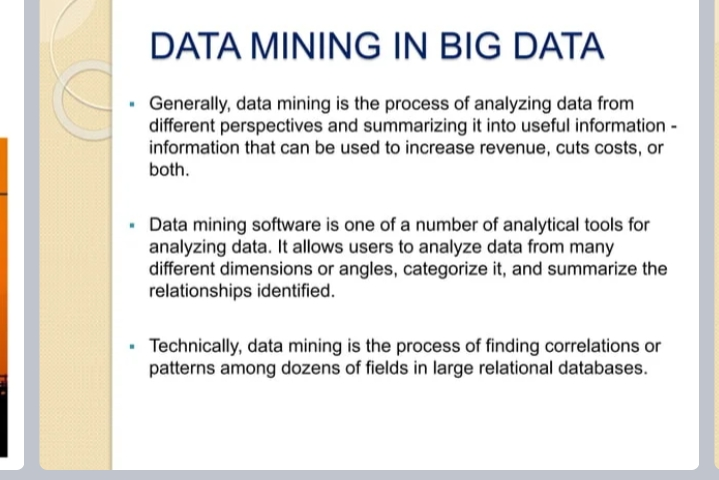 DATA MINING IN BIG DATA
▪ Generally, data mining is the process of analyzing data from
different perspectives and summarizing it into useful information -
information that can be used to increase revenue, cuts costs, or
both.
▪ Data mining software is one of a number of analytical tools for
analyzing data. It allows users to analyze data from many
different dimensions or angles, categorize it, and summarize the
relationships identified.
▪ Technically, data mining is the process of finding correlations or
patterns among dozens of fields in large relational databases.